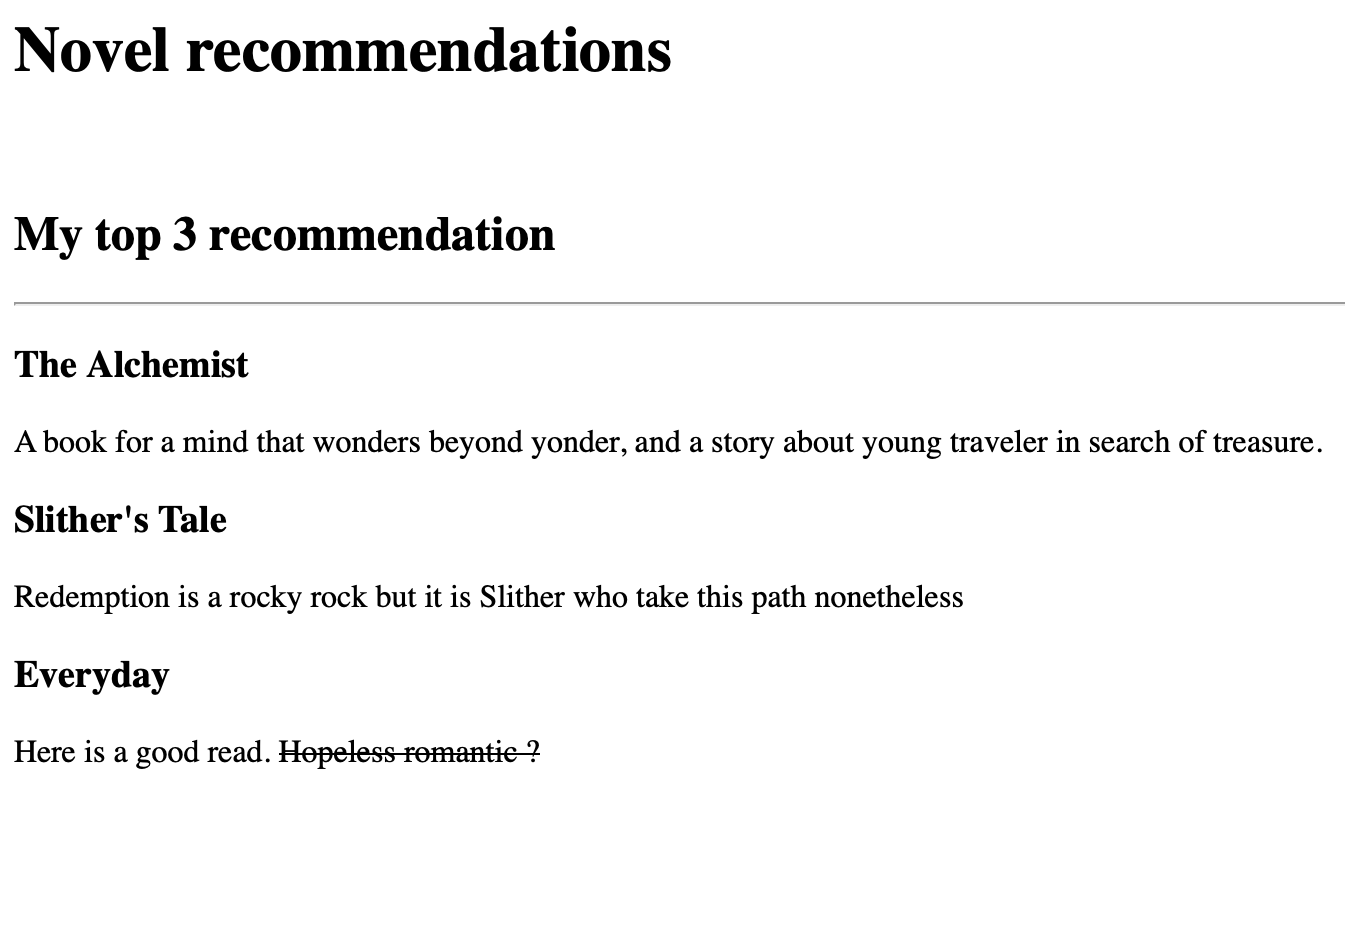 Novel recommendations
My top 3 recommendation
The Alchemist
A book for a mind that wonders beyond yonder, and a story about young traveler in search of treasure.
Slither's Tale
Redemption is a rocky rock but it is Slither who take this path nonetheless
Everyday
Here is a good read. Hopeless romantic ?